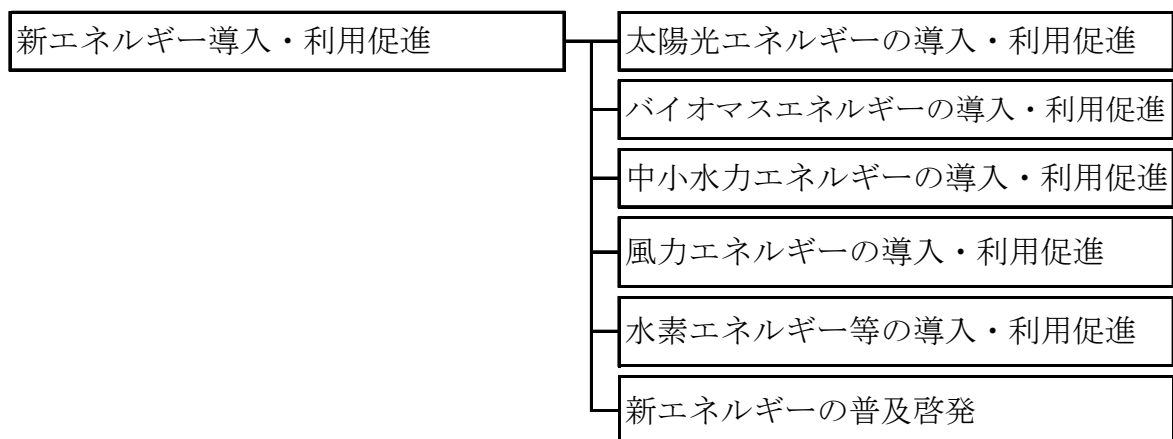 新エネルギー導入・利用促進
太陽光エネルギーの導入・利用促進
バイオマスエネルギーの導入・利用促進
中小水力エネルギーの導入・利用促進
風力エネルギーの導入・利用促進
水素エネルギー等の導入・利用促進
新エネルギーの普及啓発